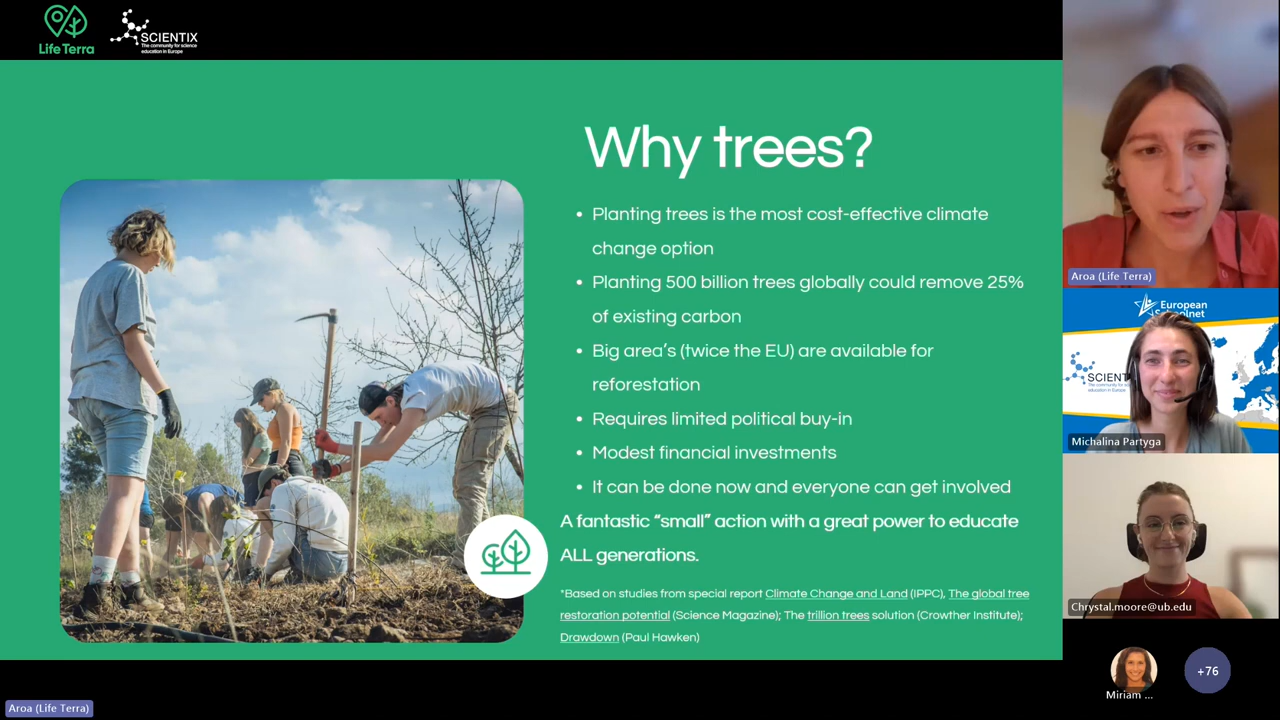 Life Terra
SCIENTIX
The community for science
education in Europe
Why trees?
• Planting trees is the most cost-effective climate
change option
• Planting 500 billion trees globally could remove 25%
of existing carbon
• Big area's (twice the EU) are available for
reforestation
• Requires limited political buy-in
• Modest financial investments
• It can be done now and everyone can get involved
A fantastic “small” action with a great power to educate
ALL generations.
*Based on studies from special report Climate Change and Land (IPPC), The global tree
restoration potential (Science Magazine); The trillion trees solution (Crowther Institute);
Drawdown (Paul Hawken)
Aroa (Life Terra)
European
SCIENTI
Michalina Partyga
Chrystal.moore@ub.edu
Miriam ...
+76
Aroa (Life Terra)